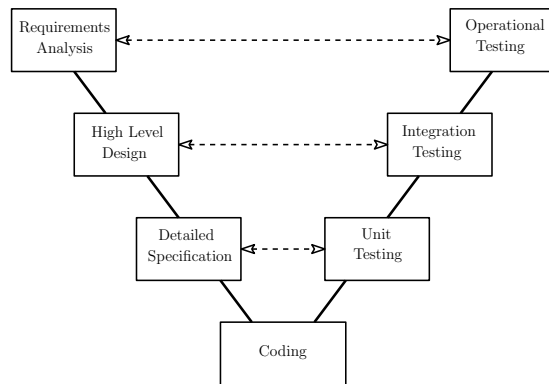 Requirements
Analysis
Operational
Testing
High Level
Design
Integration
Testing
Detailed
Specification
Unit
Testing
Coding